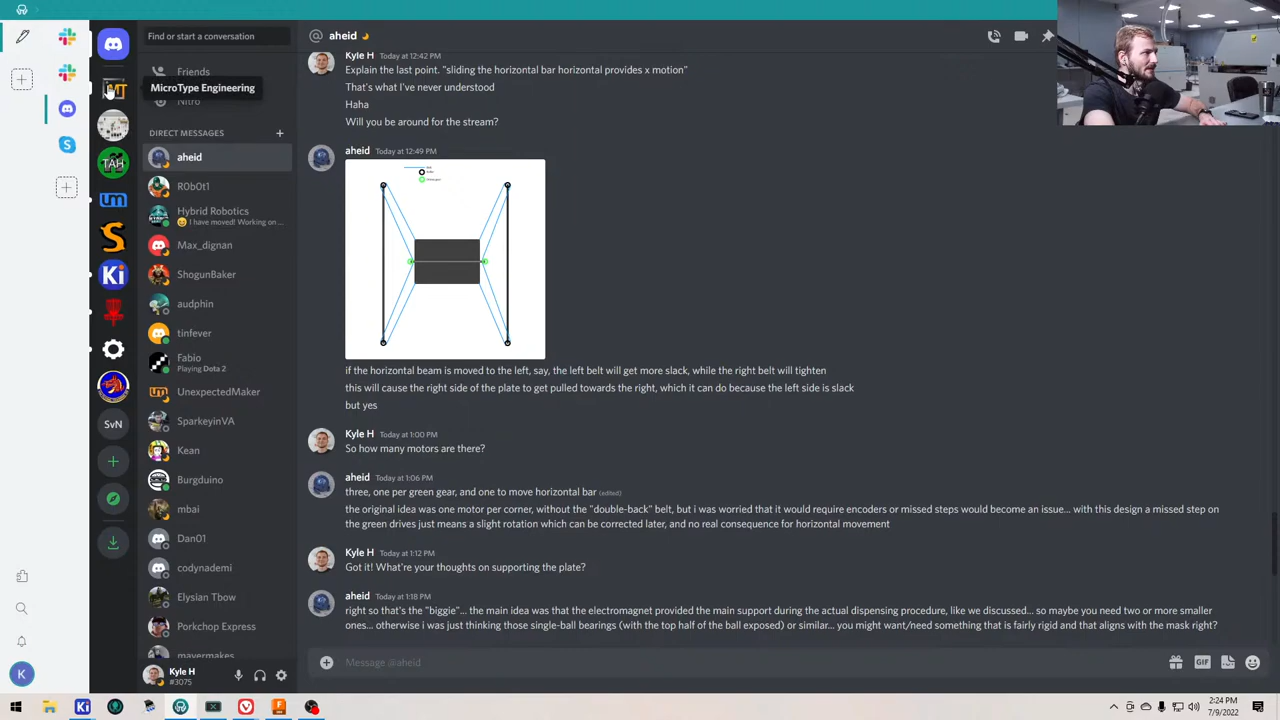 Find or start a conversation
aheid
Friends
MicroType Engineering
Nitro
DIRECT MESSAGES
aheid
R0b0t1
Hybrid Robotics
I have moved! Working on ...
Max_dignan
ShogunBaker
audphin
tinfever
Fabio
Playing Dota 2
UnexpectedMaker
SparkeyinVA
Kean
Burgduino
mbai
Dan01
codynademi
Elysian Tbow
Porkchop Express
mayermakes
Kyle H
#3075
MT
TAH
um
Ki
SvN
K
Kyle H Today at 12:42 PM
Explain the last point. "sliding the horizontal bar horizontal provides x motion"
That's what I've never understood
Haha
Will you be around for the stream?
aheid Today at 12:49 PM
if the horizontal beam is moved to the left, say, the left belt will get more slack, while the right belt will tighten
this will cause the right side of the plate to get pulled towards the right, which it can do because the left side is slack
but yes
Kyle H Today at 1:00 PM
So how many motors are there?
aheid Today at 1:06 PM
three, one per green gear, and one to move horizontal bar (edited)
the original idea was one motor per corner, without the "double-back" belt, but i was worried that it would require encoders or missed steps would become an issue... with this design a missed step on
the green drives just means a slight rotation which can be corrected later, and no real consequence for horizontal movement
Kyle H Today at 1:12 PM
Got it! What're your thoughts on supporting the plate?
aheid Today at 1:18 PM
right so that's the "biggie"... the main idea was that the electromagnet provided the main support during the actual dispensing procedure, like we discussed... so maybe you need two or more smaller
ones... otherwise i was just thinking those single-ball bearings (with the top half of the ball exposed) or similar... you might want/need something that is fairly rigid and that aligns with the mask right?
Message @aheid
GIF
2:24 PM
7/9/2022